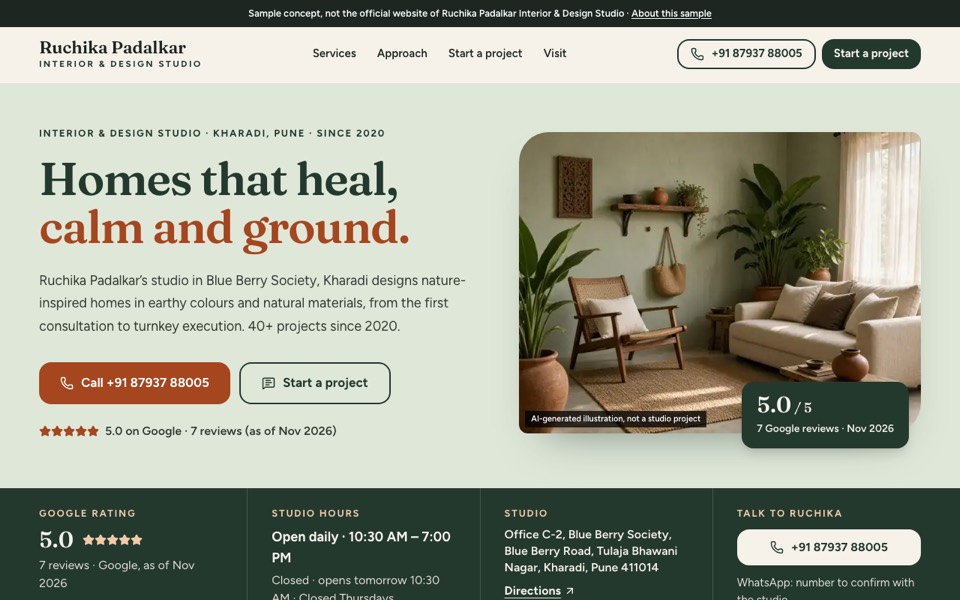 Sample concept, not the official website of Ruchika Padalkar Interior & Design Studio · About this sample
Ruchika Padalkar
INTERIOR & DESIGN STUDIO
Services
Approach
Start a project
Visit
+91 87937 88005
Start a project
INTERIOR & DESIGN STUDIO · KHARADI, PUNE · SINCE 2020
Homes that heal,
calm and ground.
Ruchika Padalkar's studio in Blue Berry Society, Kharadi designs nature-
inspired homes in earthy colours and natural materials, from the first
consultation to turnkey execution. 40+ projects since 2020.
Call +91 87937 88005
Start a project
5.0 on Google · 7 reviews (as of Nov 2026)
AI-generated illustration, not a studio project
5.0 / 5
7 Google reviews · Nov 2026
GOOGLE RATING
5.0
7 reviews · Google, as of Nov
2026
STUDIO HOURS
Open daily · 10:30 AM – 7:00
PM
Closed · opens tomorrow 10:30
AM · Closed Thursdays
STUDIO
Office C-2, Blue Berry Society,
Blue Berry Road, Tulaja Bhawani
Nagar, Kharadi, Pune 411014
Directions
TALK TO RUCHIKA
+91 87937 88005
WhatsApp: number to confirm with
the studio